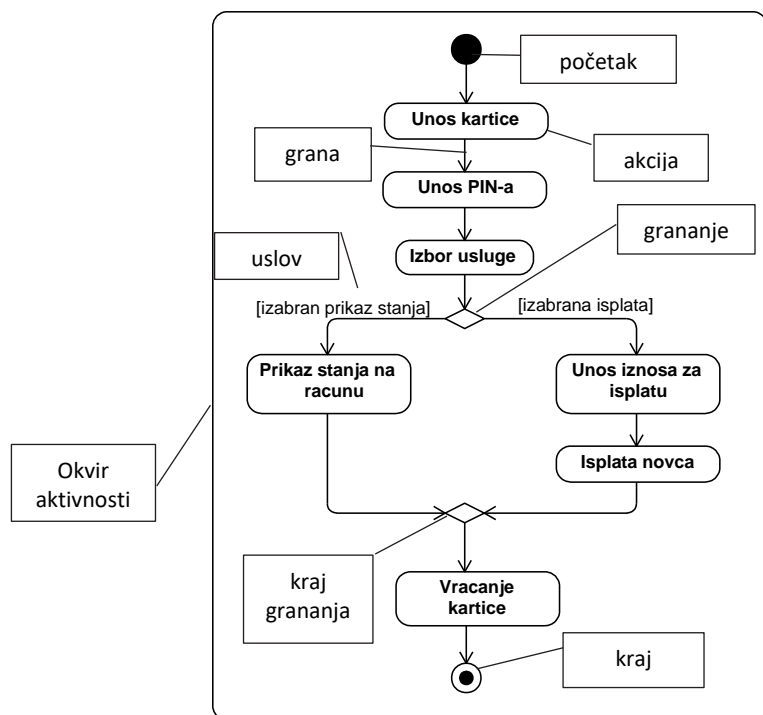 početak
Unos kartice
grana
akcija
Unos PIN-a
grananje
uslov
Izbor usluge
[izabran prikaz stanja]
[izabrana isplata]
Prikaz stanja na
racunu
Unos iznosa za
isplatu
Okvir
aktivnosti
Isplata novca
kraj
grananja
Vracanje
kartice
kraj